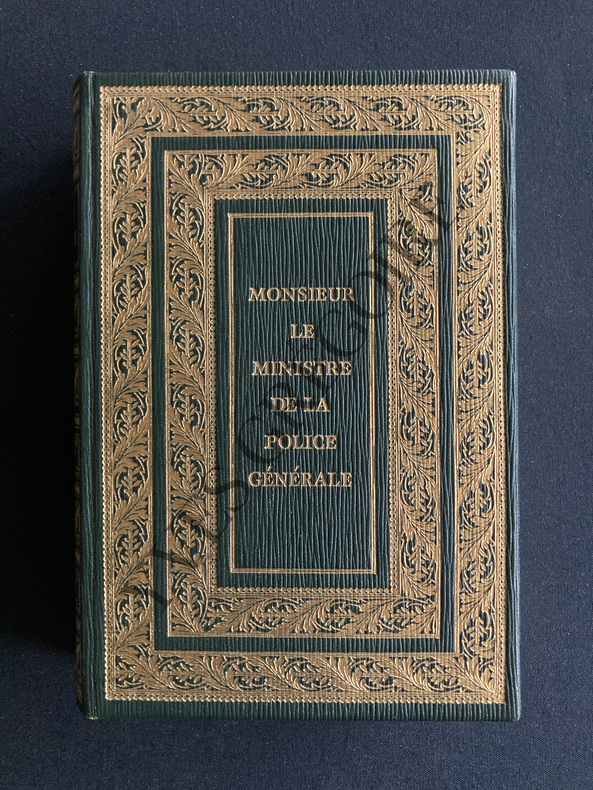 MONSIEUR
LE
MINISTRE
DE LA
POLICE
GÉNÉRALE